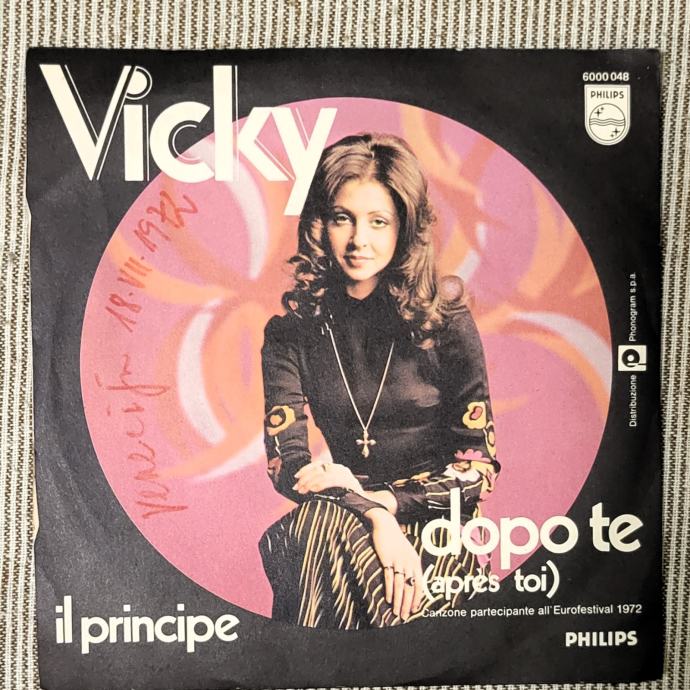 Vicky
6000 048
PHILIPS
Venecija 18.VII.1972
Distribuzione Phonogram s.p.a.
dopo te
(après toi)
Canzone partecipante all'Eurofestival 1972
il principe
PHILIPS